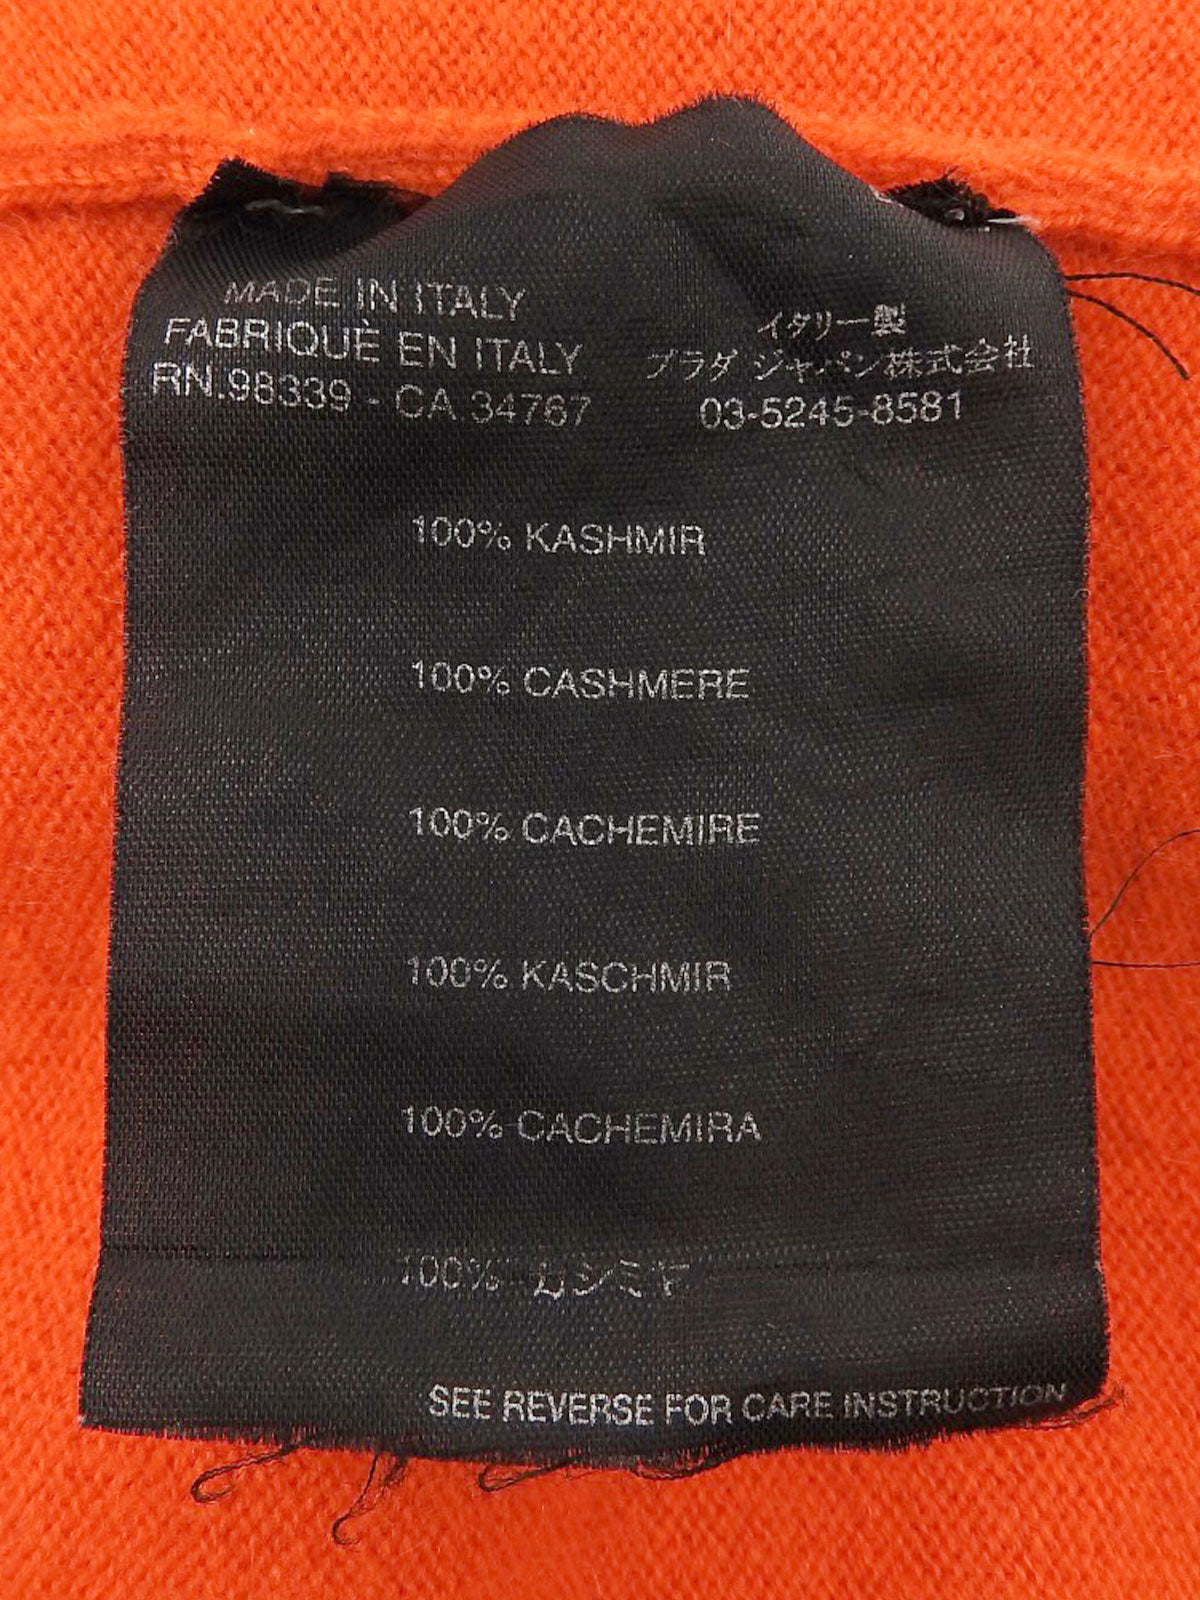 MADE IN ITALY
FABRIQUÈ EN ITALY
RN.98339 - CA.34767
イタリー製
プラダ ジャパン株式会社
03-5245-8581
100% KASHMIR
100% CASHMERE
100% CACHEMIRE
100% KASCHMIR
100% CACHEMIRA
100% カシミヤ
SEE REVERSE FOR CARE INSTRUCTION